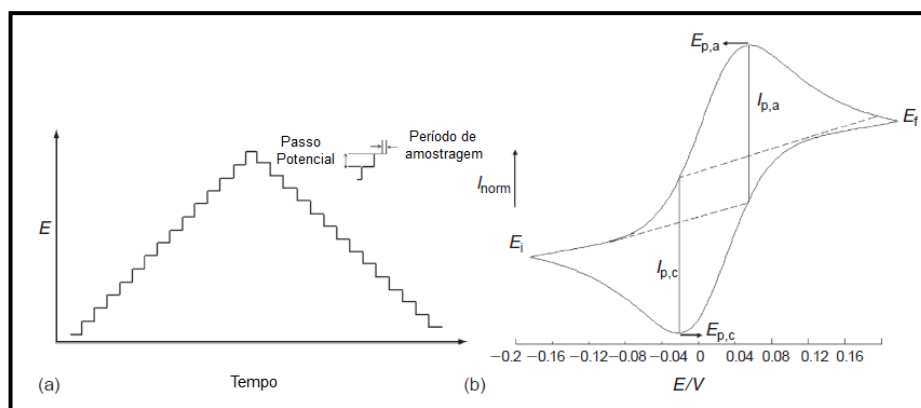 Passo
Potencial
Período de
amostragem
E
(a)
Tempo
E_p,a
I_p,a
E_f
I_norm
E_i
I_p,c
E_p,c
−0.2 −0.16 −0.12 −0.08 −0.04 0 0.04 0.08 0.12 0.16
(b)
E/V